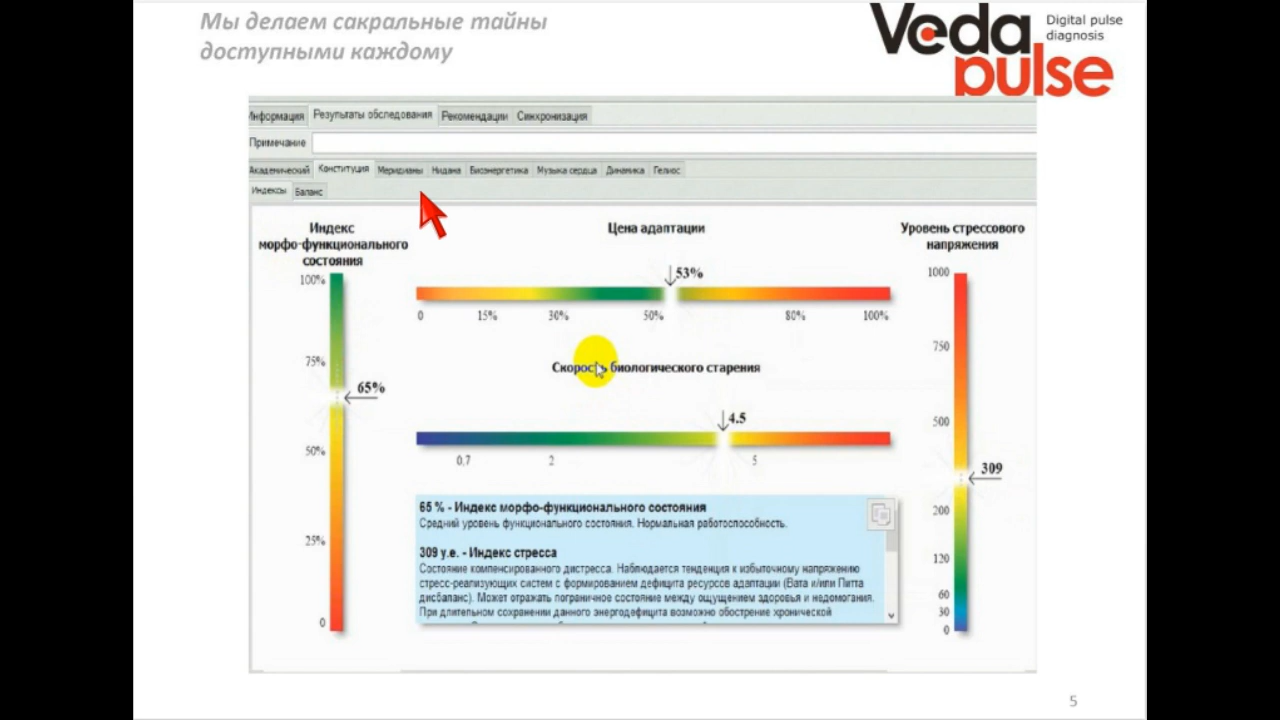 Мы делаем сакральные тайны
доступными каждому
Veda
pulse
Digital pulse
diagnosis
Информация Результаты обследования Рекомендации Синхронизация
Примечание
Академический Конституция Меридианы Нидана Биоэнергетика Музыка сердца Динамика Гелиос
Индексы Баланс
Индекс
морфо-функционального
состояния
100%
75%
65%
50%
25%
0
Цена адаптации
53%
0 15% 30% 50% 80% 100%
Скорость биологического старения
4.5
0,7 2 5
Уровень стрессового
напряжения
1000
750
500
309
200
120
60
30
0
65 % - Индекс морфо-функционального состояния
Средний уровень функционального состояния. Нормальная работоспособность.
309 у.е. - Индекс стресса
Состояние компенсированного дистресса. Наблюдается тенденция к избыточному напряжению
стресс-реализующих систем с формированием дефицита ресурсов адаптации (Вата и/или Питта
дисбаланс). Может отражать пограничное состояние между ощущением здоровья и недомогания.
При длительном сохранении данного энергодефицита возможно обострение хронической
5